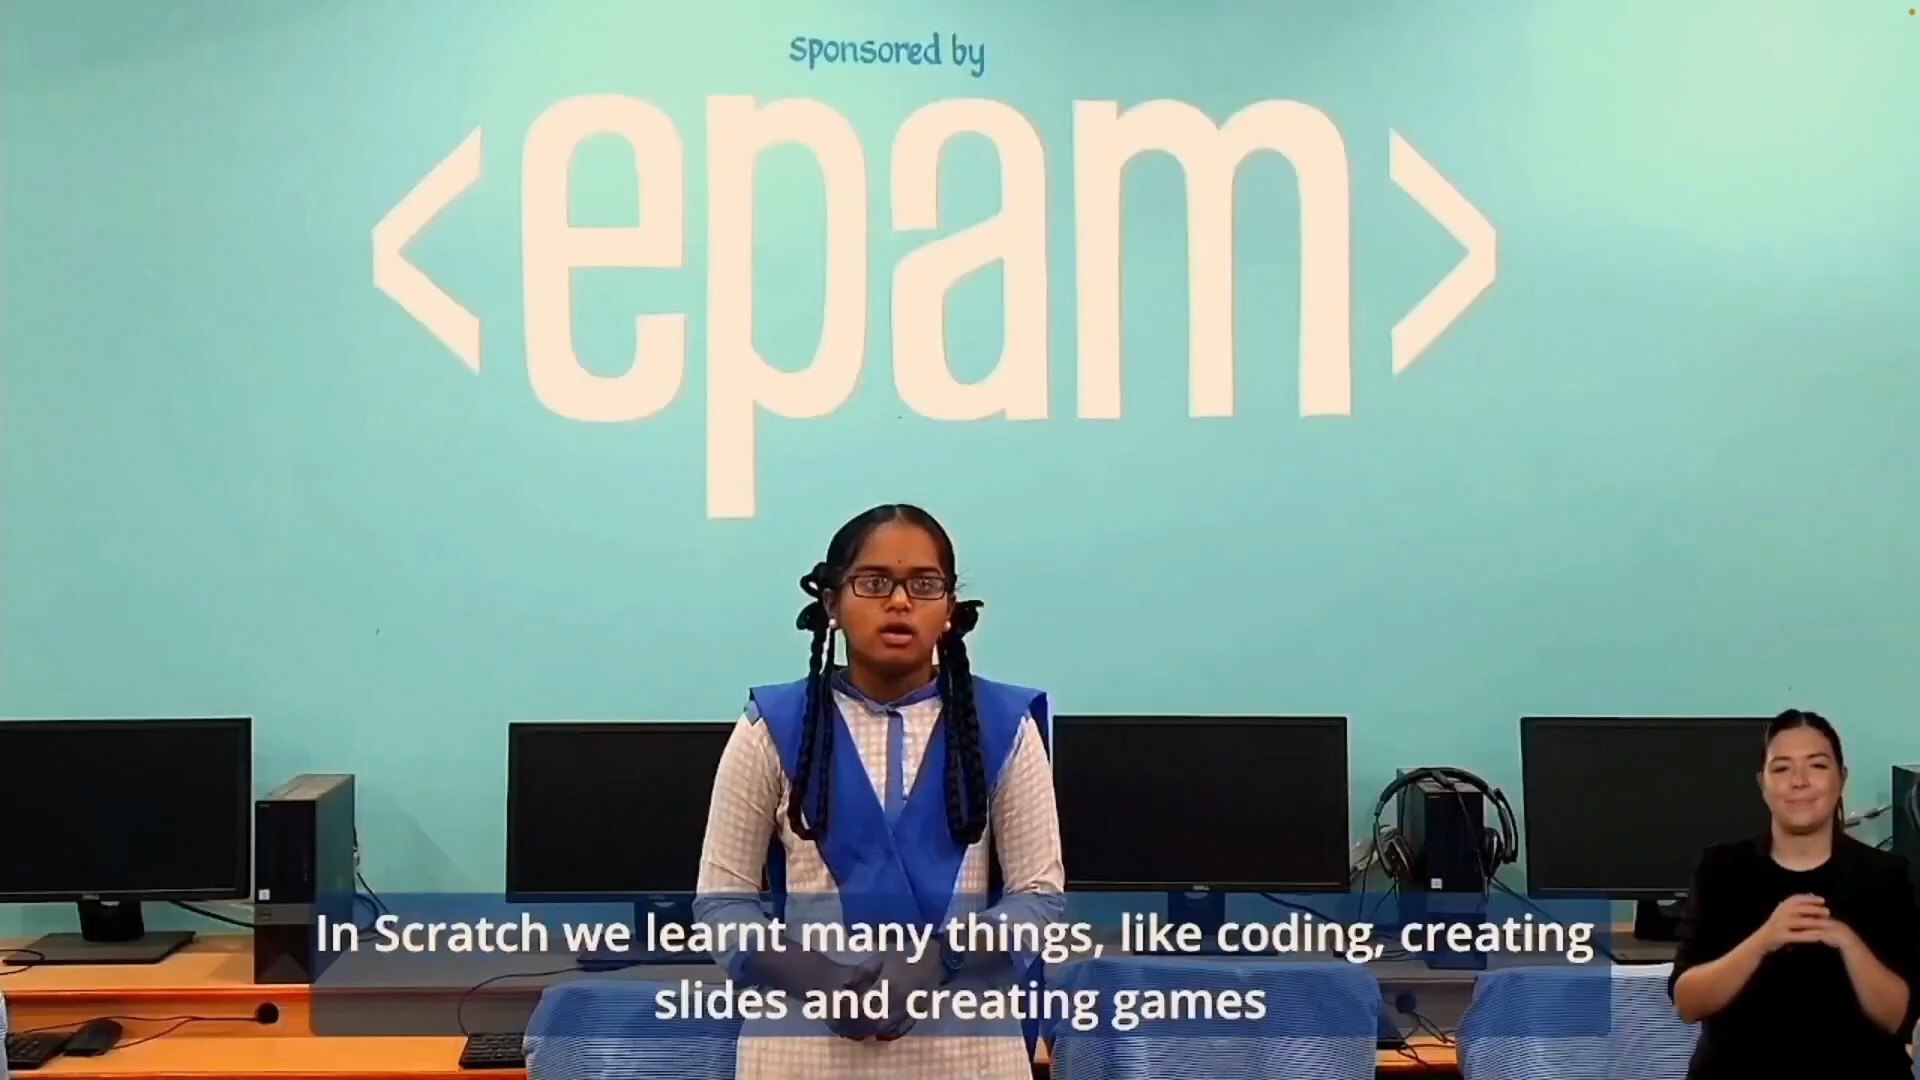 sponsored by
<epam>
In Scratch we learnt many things, like coding, creating
slides and creating games